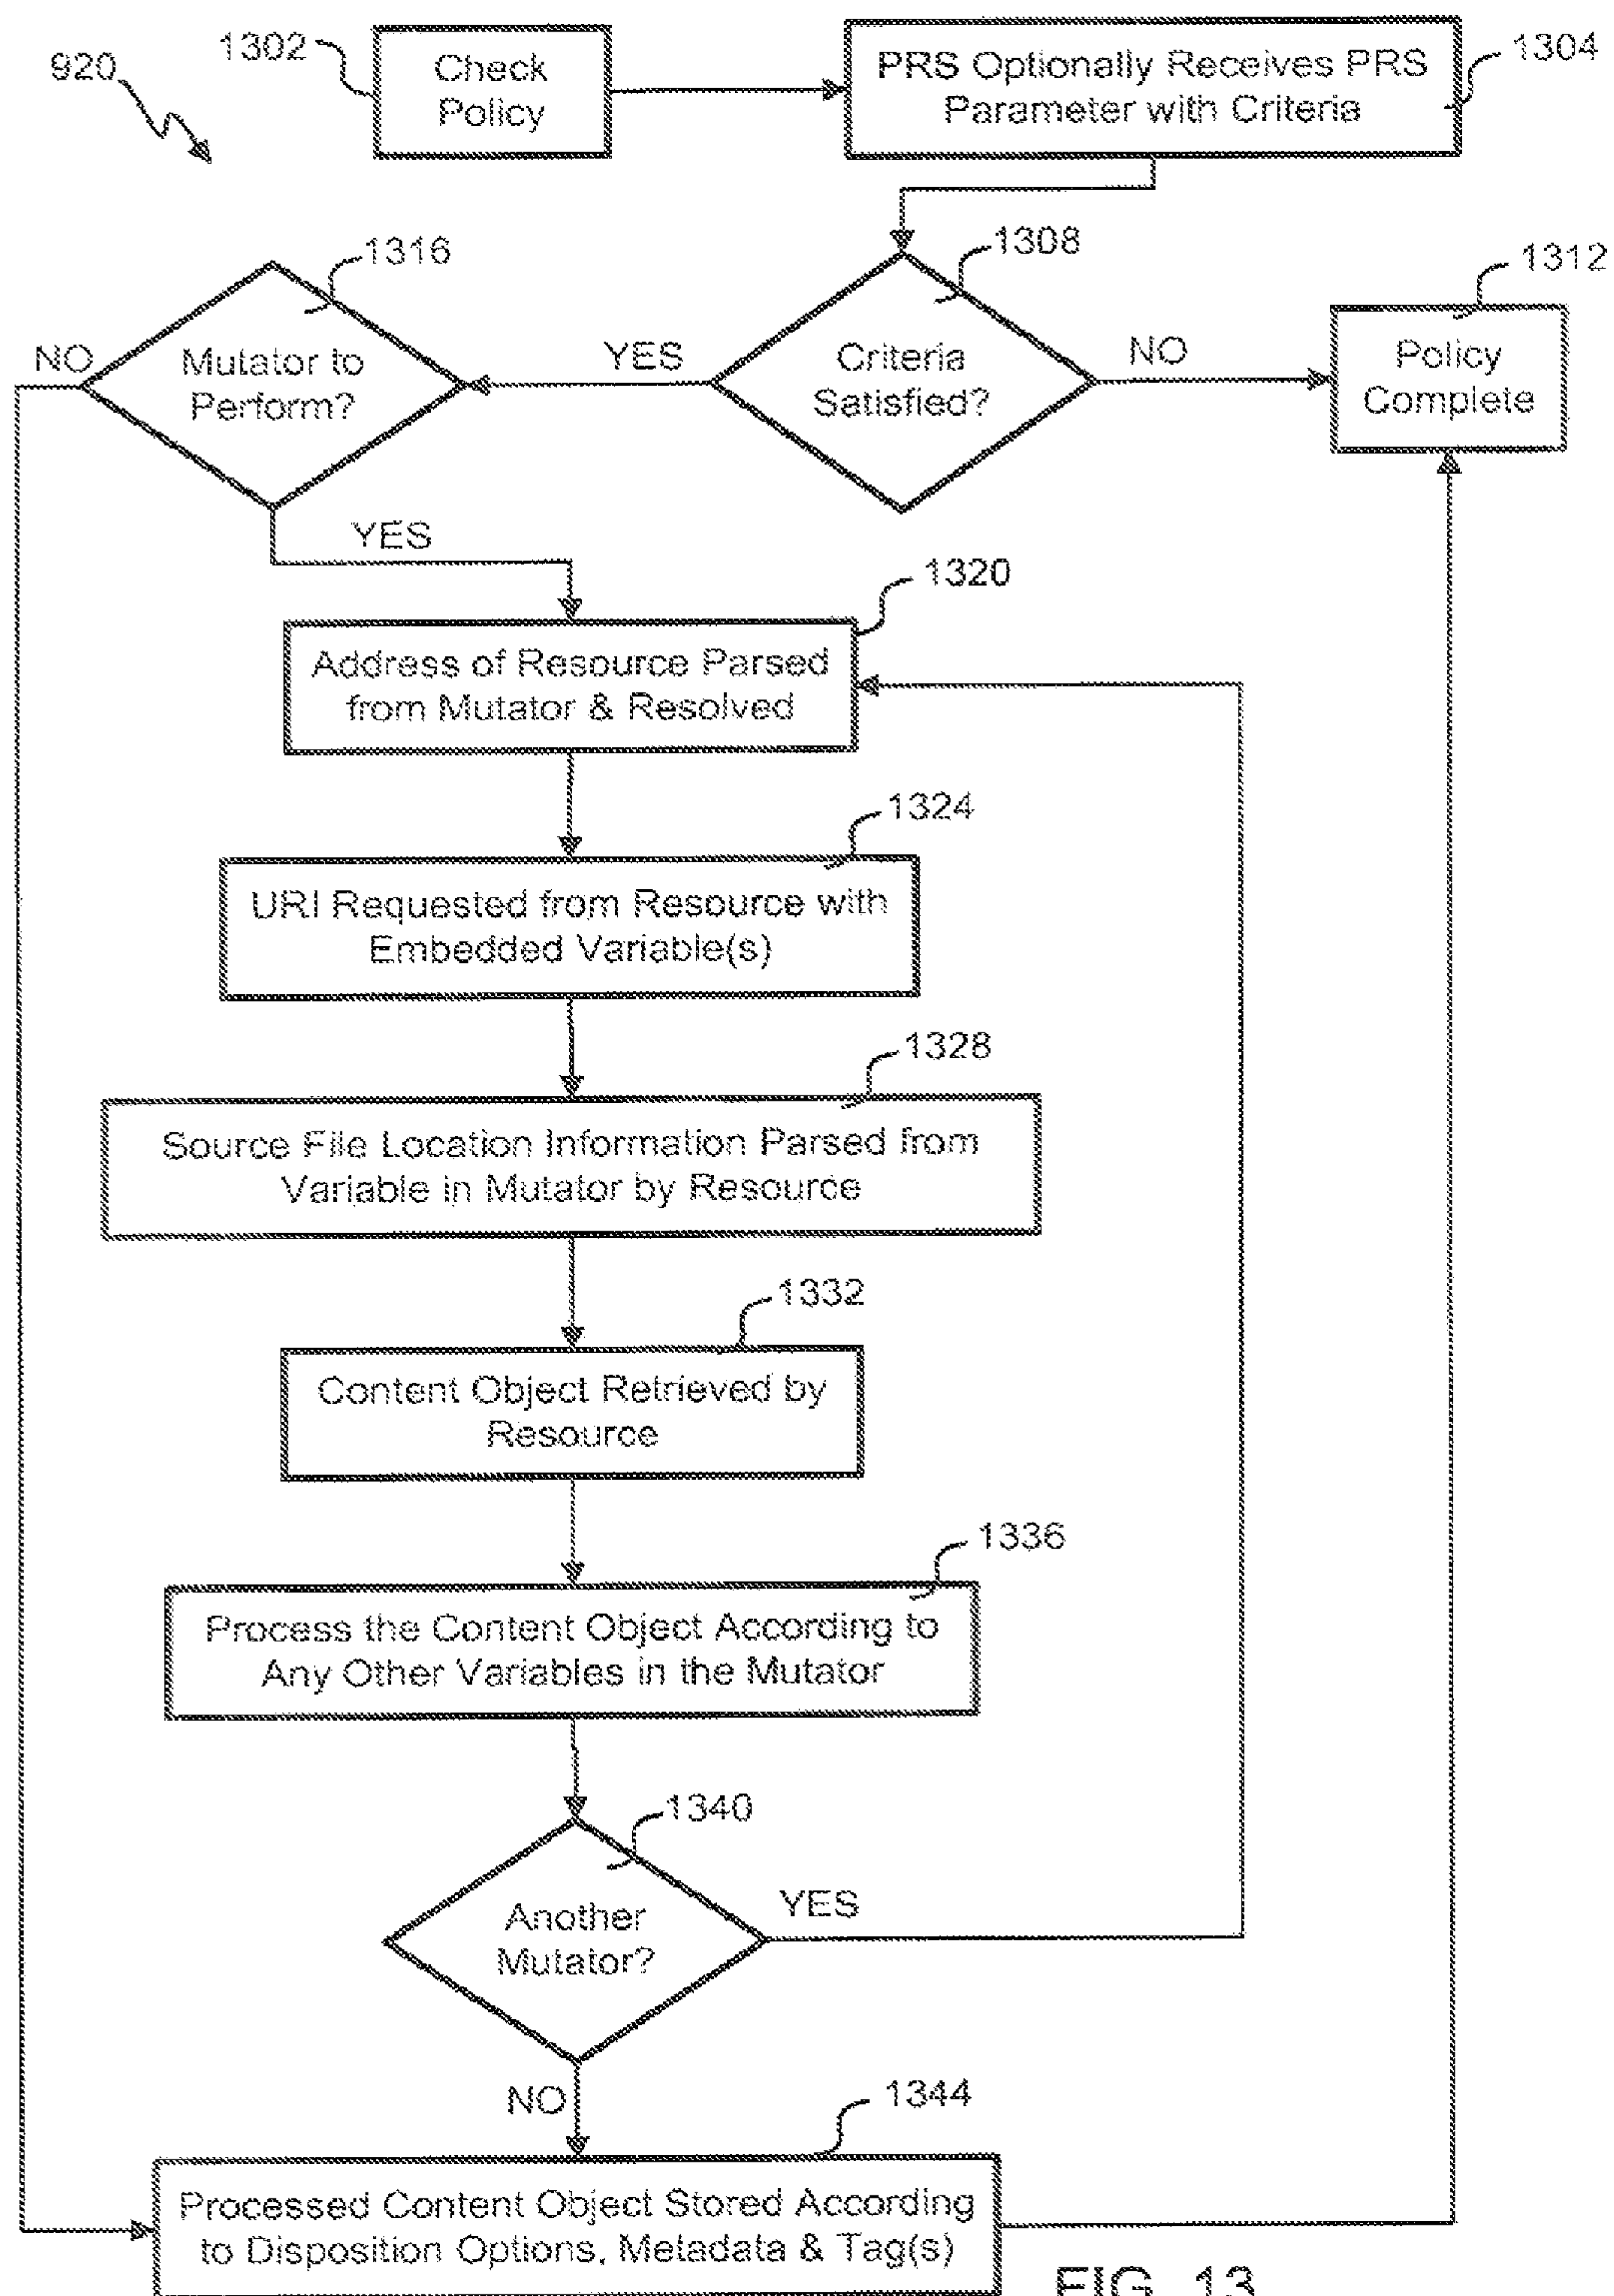 920
1302
Check
Policy
PRS Optionally Receives PRS
Parameter with Criteria
1304
1316
1308
1312
NO
Mutator to
Perform?
YES
Criteria
Satisfied?
NO
Policy
Complete
YES
1320
Address of Resource Parsed
from Mutator & Resolved
1324
URI Requested from Resource with
Embedded Variable(s)
1328
Source File Location Information Parsed from
Variable in Mutator by Resource
1332
Content Object Retrieved by
Resource
1336
Process the Content Object According to
Any Other Variables in the Mutator
1340
Another
Mutator?
YES
NO
1344
Processed Content Object Stored According
to Disposition Options, Metadata & Tag(s)
FIG. 13